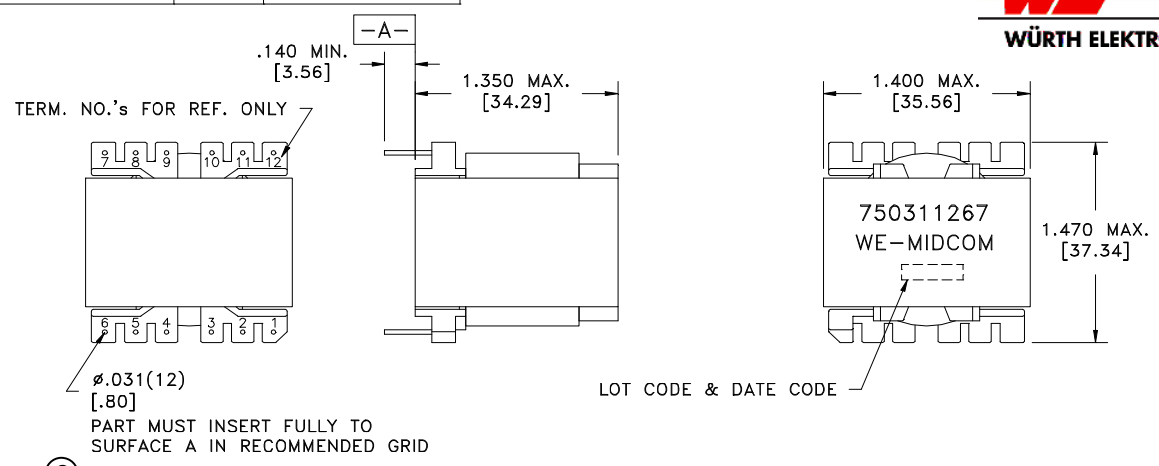 WÜRTH ELEKTR
-A-
.140 MIN.
[3.56]
1.350 MAX.
[34.29]
1.400 MAX.
[35.56]
TERM. NO.'s FOR REF. ONLY
7 8 9 10 11 12
750311267
WE-MIDCOM
1.470 MAX.
[37.34]
6 5 4 3 2 1
LOT CODE & DATE CODE
ø.031(12)
[.80]
PART MUST INSERT FULLY TO
SURFACE A IN RECOMMENDED GRID